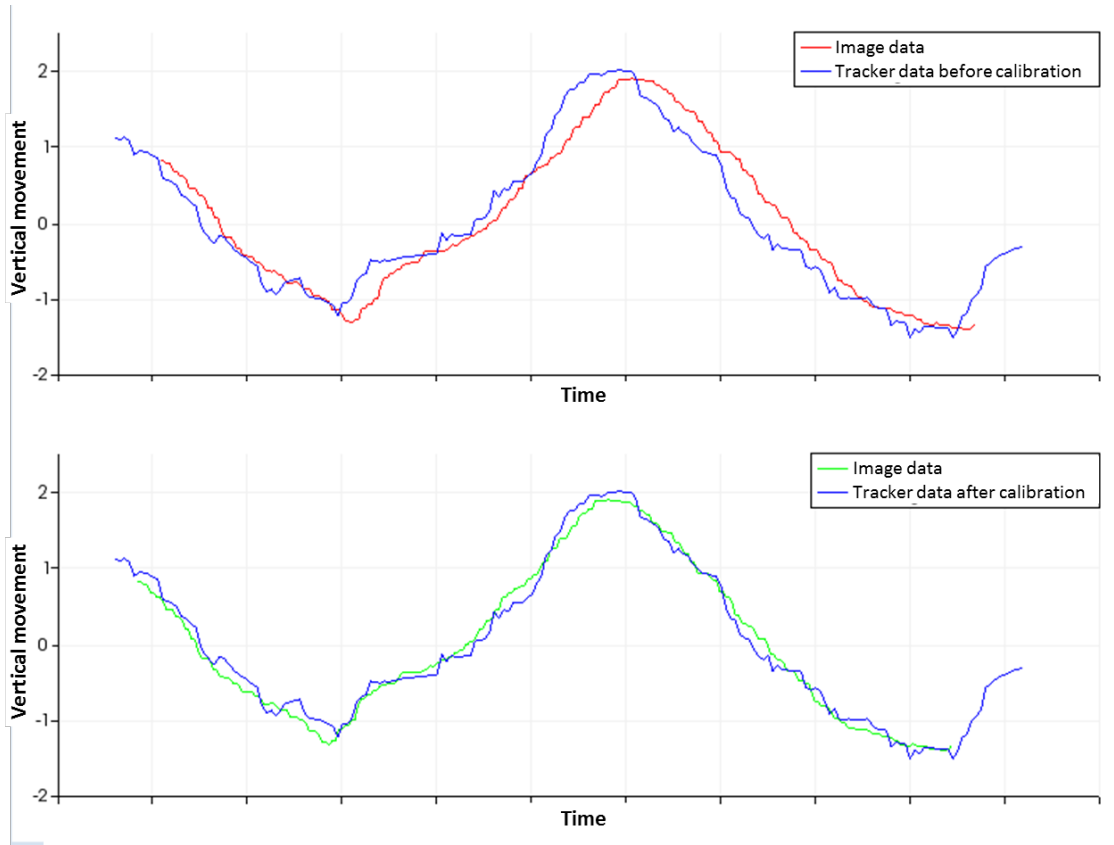 Image data
Tracker data before calibration
2
1
0
-1
-2
Vertical movement
Time
Image data
Tracker data after calibration
2
1
0
-1
-2
Vertical movement
Time